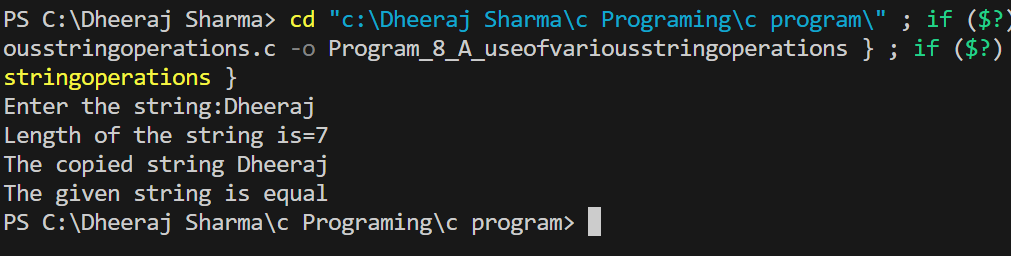 PS C:\Dheeraj Sharma> cd "c:\Dheeraj Sharma\c Programing\c program\" ; if ($?)
ousstringoperations.c -o Program_8_A_useofvariousstringoperations } ; if ($?)
stringoperations }
Enter the string:Dheeraj
Length of the string is=7
The copied string Dheeraj
The given string is equal
PS C:\Dheeraj Sharma\c Programing\c program>